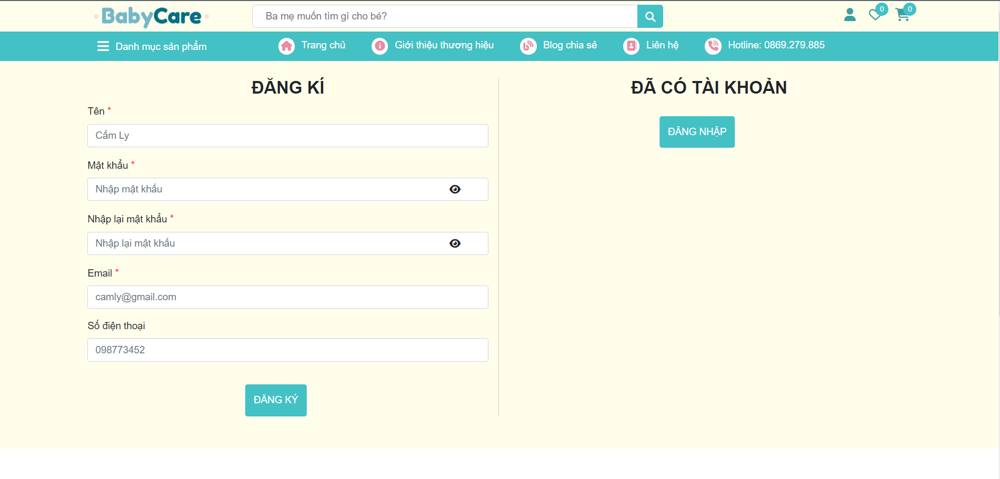 BabyCare
Ba mẹ muốn tìm gì cho bé?
0
0
Danh mục sản phẩm
Trang chủ
Giới thiệu thương hiệu
Blog chia sẻ
Liên hệ
Hotline: 0869.279.885
ĐĂNG KÍ
Tên *
Cẩm Ly
Mật khẩu *
Nhập mật khẩu
Nhập lại mật khẩu *
Nhập lại mật khẩu
Email *
camly@gmail.com
Số điện thoại
098773452
ĐĂNG KÝ
ĐÃ CÓ TÀI KHOẢN
ĐĂNG NHẬP